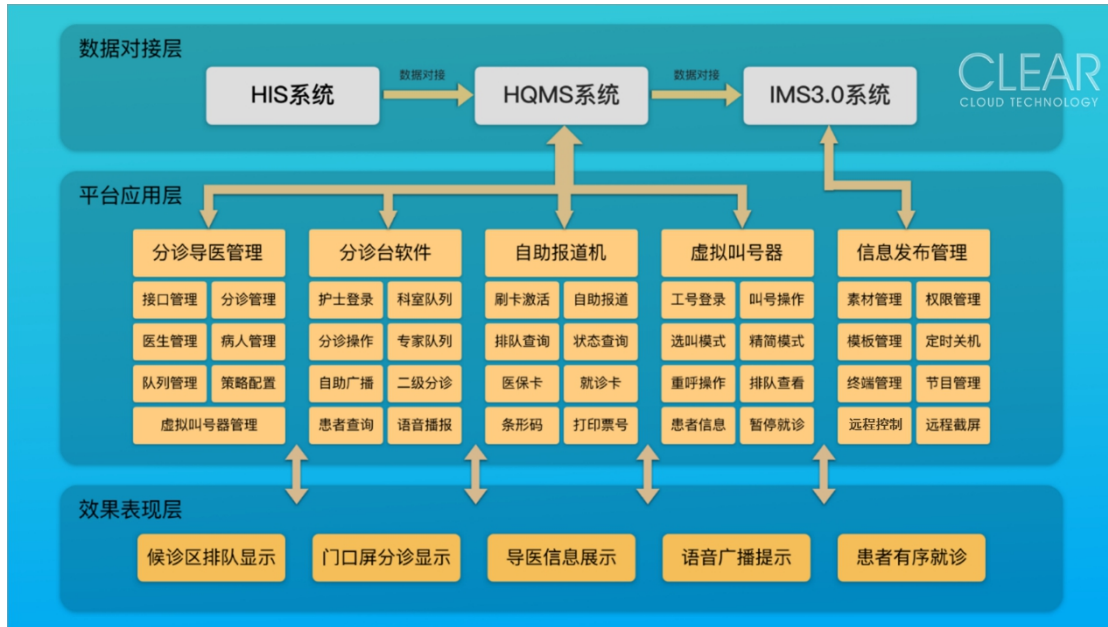 数据对接层
CLEAR
CLOUD TECHNOLOGY
HIS系统
数据对接
HQMS系统
数据对接
IMS3.0系统
平台应用层
分诊导医管理
接口管理 分诊管理
医生管理 病人管理
队列管理 策略配置
虚拟叫号器管理
分诊台软件
护士登录 科室队列
分诊操作 专家队列
自助广播 二级分诊
患者查询 语音播报
自助报道机
刷卡激活 自助报道
排队查询 状态查询
医保卡 就诊卡
条形码 打印票号
虚拟叫号器
工号登录 叫号操作
选叫模式 精简模式
重呼操作 排队查看
患者信息 暂停就诊
信息发布管理
素材管理 权限管理
模板管理 定时关机
终端管理 节目管理
远程控制 远程截屏
效果表现层
候诊区排队显示
门口屏分诊显示
导医信息展示
语音广播提示
患者有序就诊